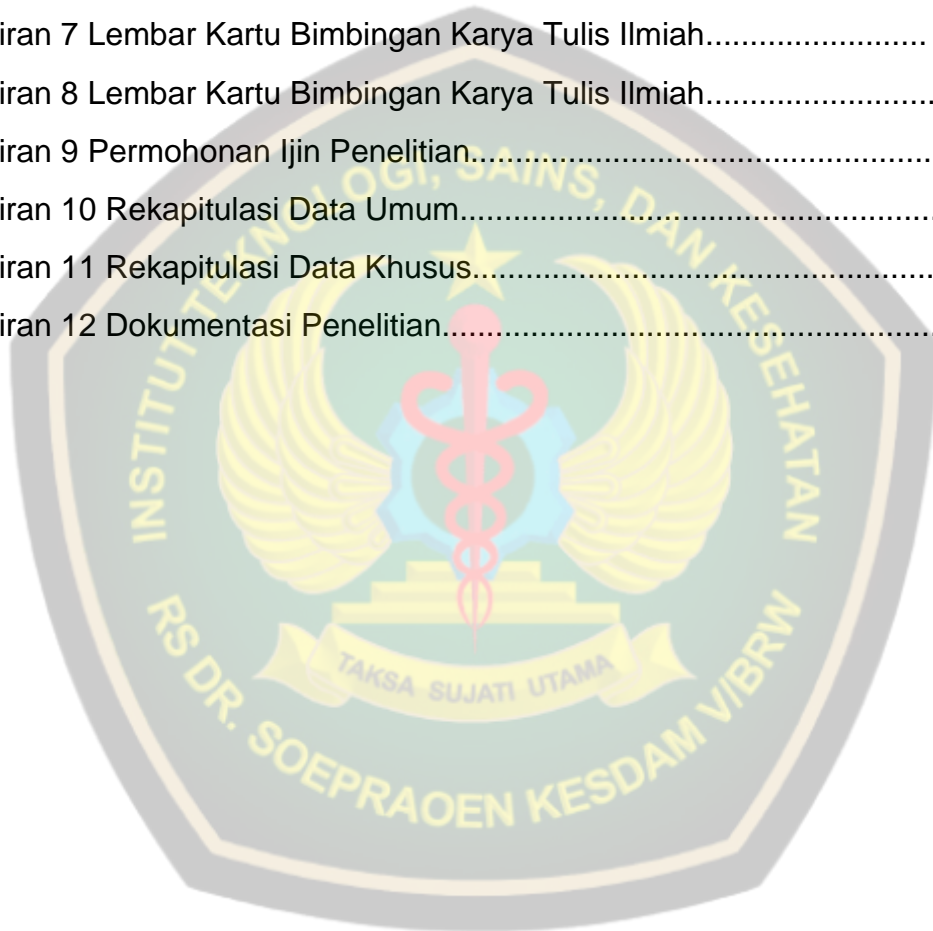 iran 7 Lembar Kartu Bimbingan Karya Tulis Ilmiah.........................
iran 8 Lembar Kartu Bimbingan Karya Tulis Ilmiah..........................
iran 9 Permohonan Ijin Penelitian.....................................................
iran 10 Rekapitulasi Data Umum......................................................
iran 11 Rekapitulasi Data Khusus.....................................................
iran 12 Dokumentasi Penelitian........................................................
INSTITUT TEKNOLOGI, SAINS, DAN KESEHATAN
TAKSA SUJATI UTAMA
RS DR. SOEPRAOEN KESDAM V/BRW